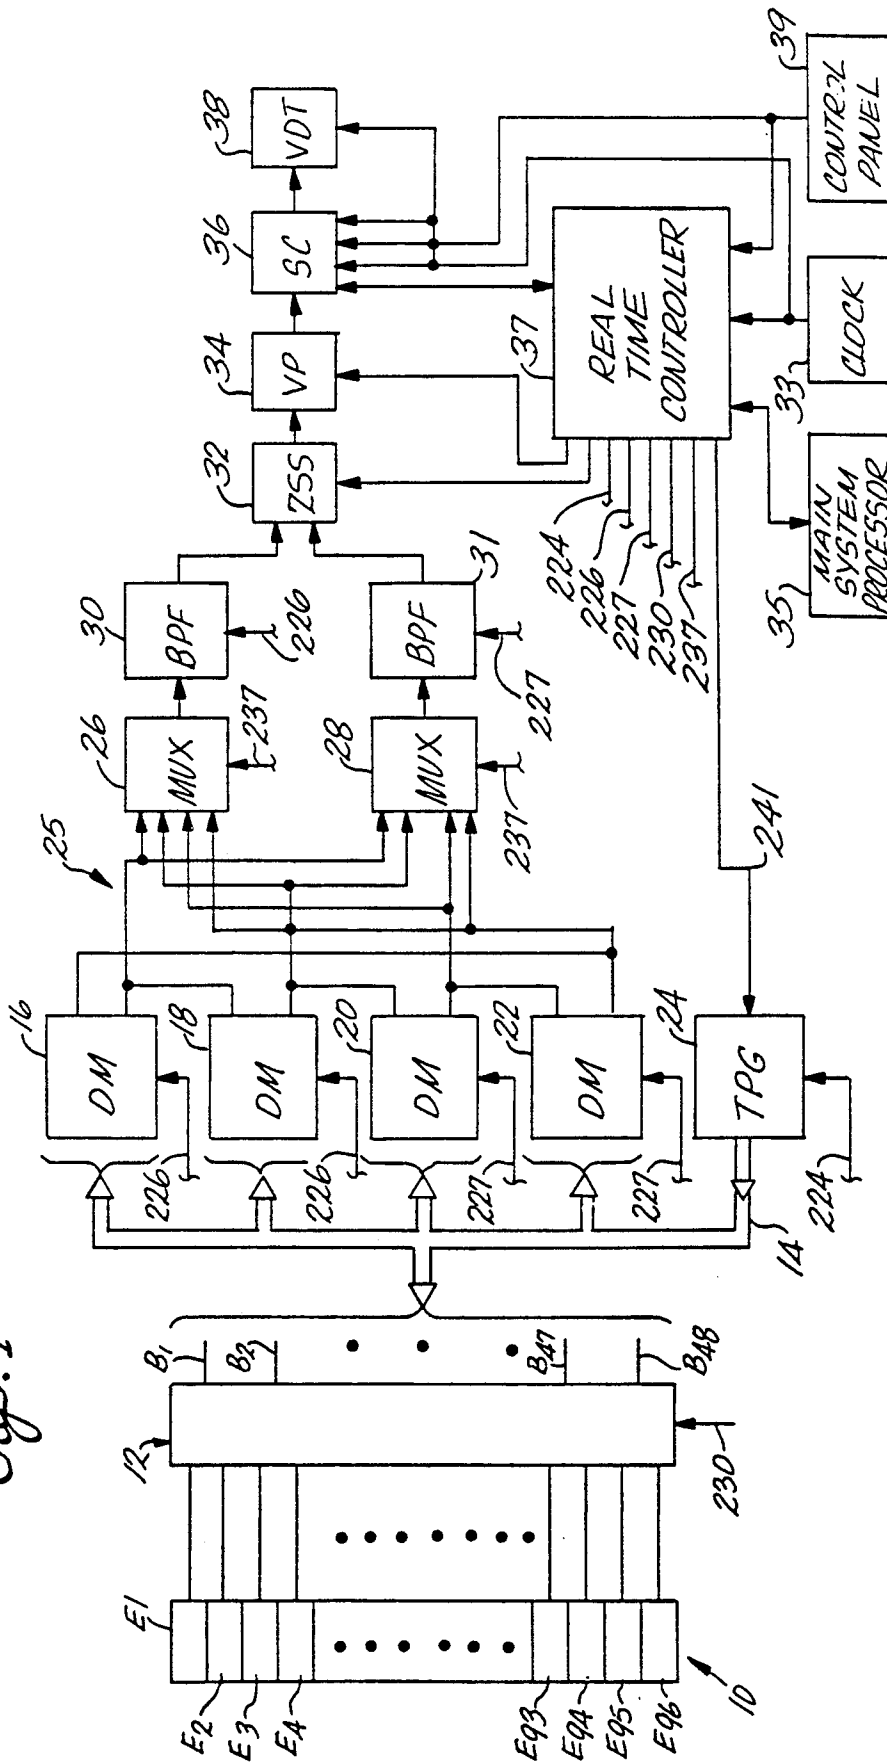 Fig. 1
10
E1
E2
E3
E4
E93
E94
E95
E96
12
230
B1
B2
B47
B48
14
16
DM
226
18
DM
226
20
DM
227
22
DM
227
24
TPG
224
241
25
26
MUX
237
28
MUX
237
30
BPF
226
31
BPF
227
32
ZSS
34
VP
36
SC
38
VDT
37
REAL
TIME
CONTROLLER
224
226
227
230
237
35
MAIN
SYSTEM
PROCESSOR
33
CLOCK
39
CONTROL
PANEL